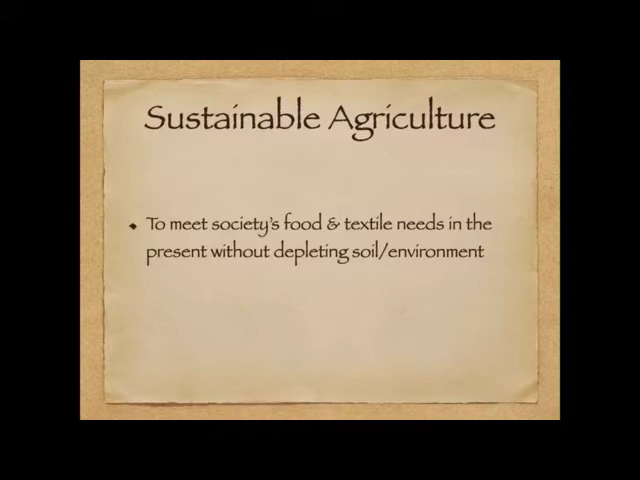 Sustainable Agriculture
To meet society's food & textile needs in the
present without depleting soil/environment